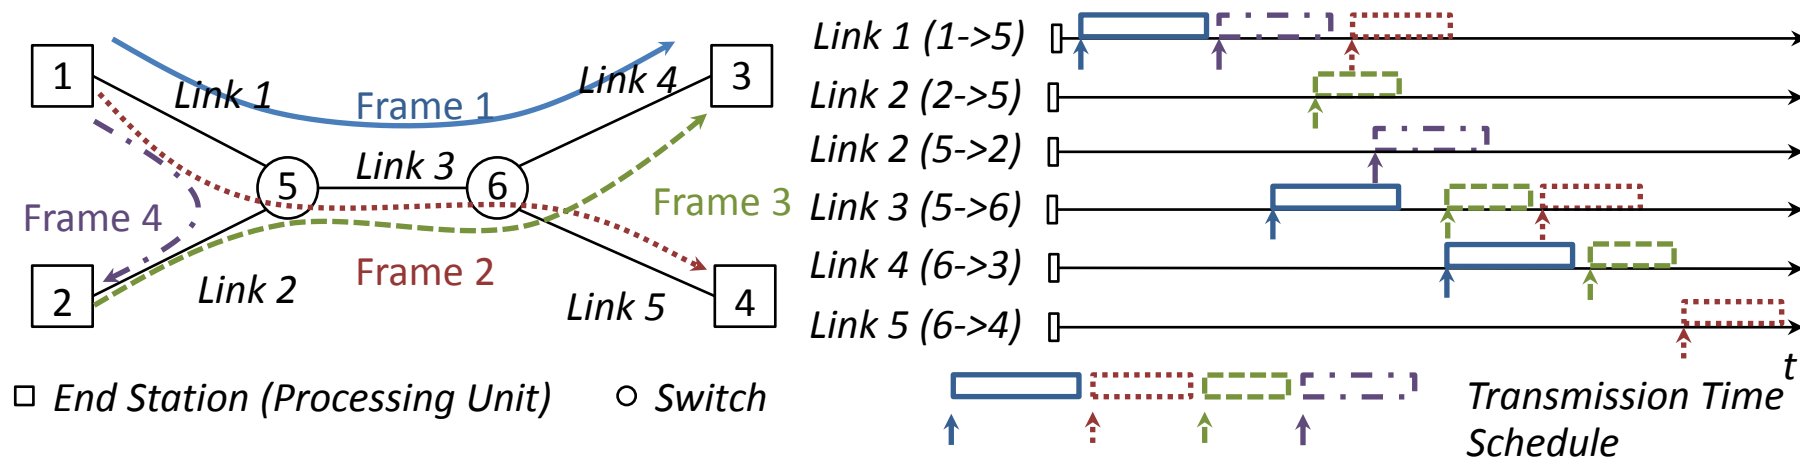 1
Link 1
Frame 1
Link 4
3
Link 3
5
6
Frame 4
Frame 3
2
Link 2
Frame 2
Link 5
4
End Station (Processing Unit)
Switch
Link 1 (1->5)
Link 2 (2->5)
Link 2 (5->2)
Link 3 (5->6)
Link 4 (6->3)
Link 5 (6->4)
t
Transmission Time
Schedule